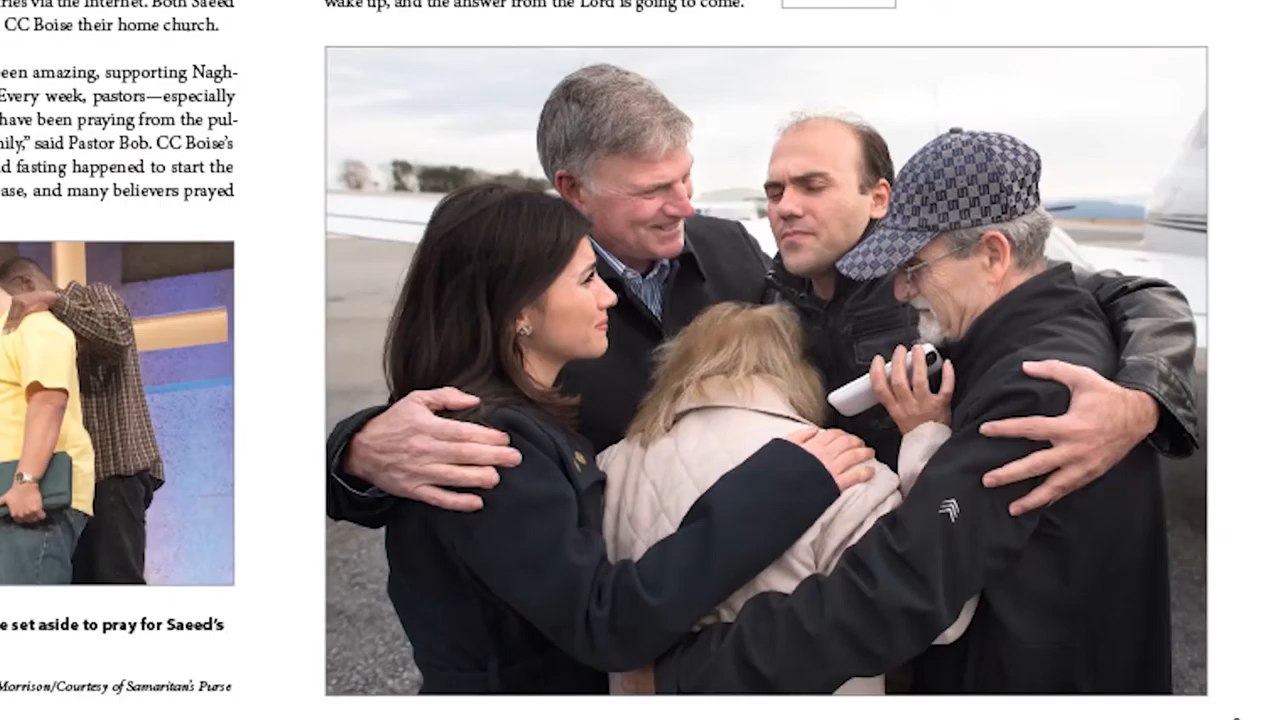 ries via the Internet. Both Saeed
CC Boise their home church.
een amazing, supporting Nagh-
Every week, pastors—especially
have been praying from the pul-
nily,” said Pastor Bob. CC Boise’s
d fasting happened to start the
ase, and many believers prayed
e set aside to pray for Saeed’s
Morrison/Courtesy of Samaritan’s Purse
wake up, and the answer from the Lord is going to come.